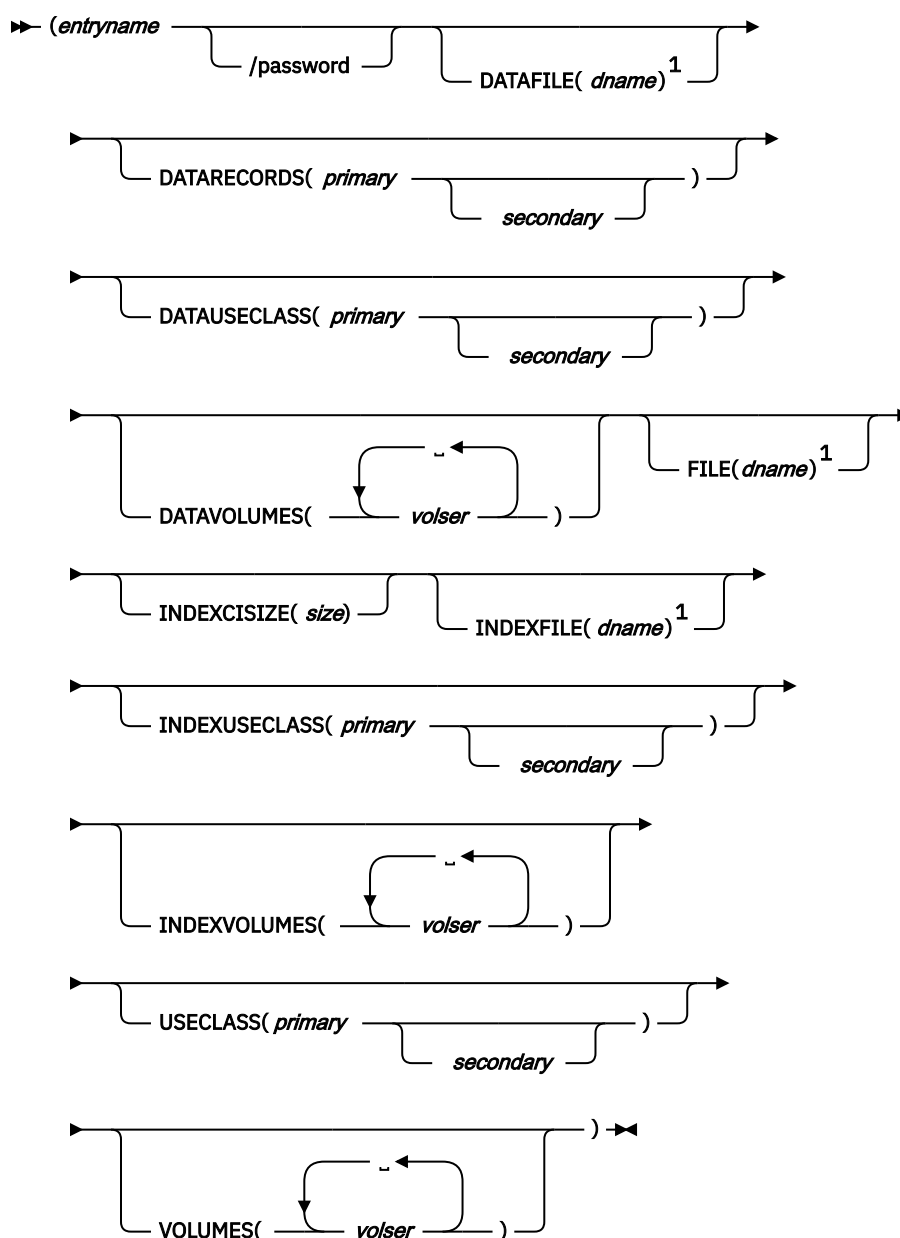 (entryname
/password
DATAFILE( dname)1
DATARECORDS( primary
secondary
)
DATAUSECLASS( primary
secondary
)
DATAVOLUMES(
␣
volser
)
FILE(dname)1
INDEXCISIZE( size)
INDEXFILE( dname)1
INDEXUSECLASS( primary
secondary
)
INDEXVOLUMES(
␣
volser
)
USECLASS( primary
secondary
)
VOLUMES(
␣
volser
)
)